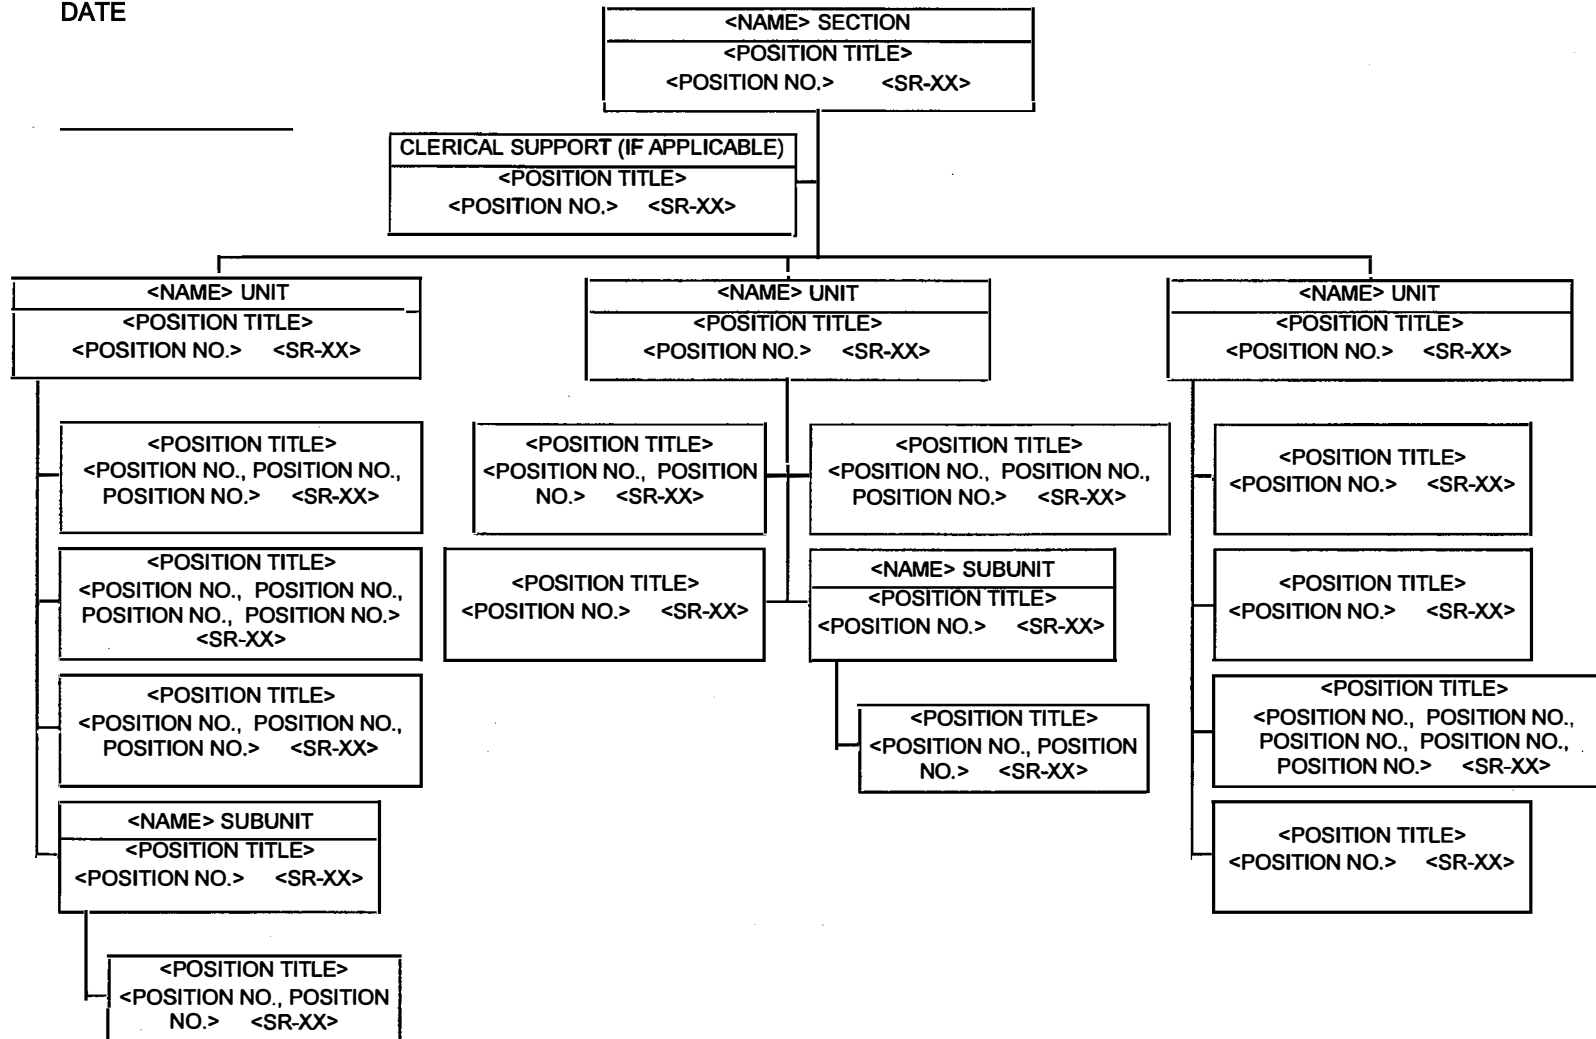 DATE
<NAME> SECTION
<POSITION TITLE>
<POSITION NO.> <SR-XX>
CLERICAL SUPPORT (IF APPLICABLE)
<POSITION TITLE>
<POSITION NO.> <SR-XX>
<NAME> UNIT
<POSITION TITLE>
<POSITION NO.> <SR-XX>
<POSITION TITLE>
<POSITION NO., POSITION NO.,
POSITION NO.> <SR-XX>
<POSITION TITLE>
<POSITION NO., POSITION NO.,
POSITION NO., POSITION NO.>
<SR-XX>
<POSITION TITLE>
<POSITION NO., POSITION NO.,
POSITION NO.> <SR-XX>
<NAME> SUBUNIT
<POSITION TITLE>
<POSITION NO.> <SR-XX>
<POSITION TITLE>
<POSITION NO., POSITION
NO.> <SR-XX>
<NAME> UNIT
<POSITION TITLE>
<POSITION NO.> <SR-XX>
<POSITION TITLE>
<POSITION NO., POSITION
NO.> <SR-XX>
<POSITION TITLE>
<POSITION NO., POSITION NO.,
POSITION NO.> <SR-XX>
<POSITION TITLE>
<POSITION NO.> <SR-XX>
<NAME> SUBUNIT
<POSITION TITLE>
<POSITION NO.> <SR-XX>
<POSITION TITLE>
<POSITION NO., POSITION
NO.> <SR-XX>
<NAME> UNIT
<POSITION TITLE>
<POSITION NO.> <SR-XX>
<POSITION TITLE>
<POSITION NO.> <SR-XX>
<POSITION TITLE>
<POSITION NO.> <SR-XX>
<POSITION TITLE>
<POSITION NO., POSITION NO.,
POSITION NO., POSITION NO.,
POSITION NO.> <SR-XX>
<POSITION TITLE>
<POSITION NO.> <SR-XX>